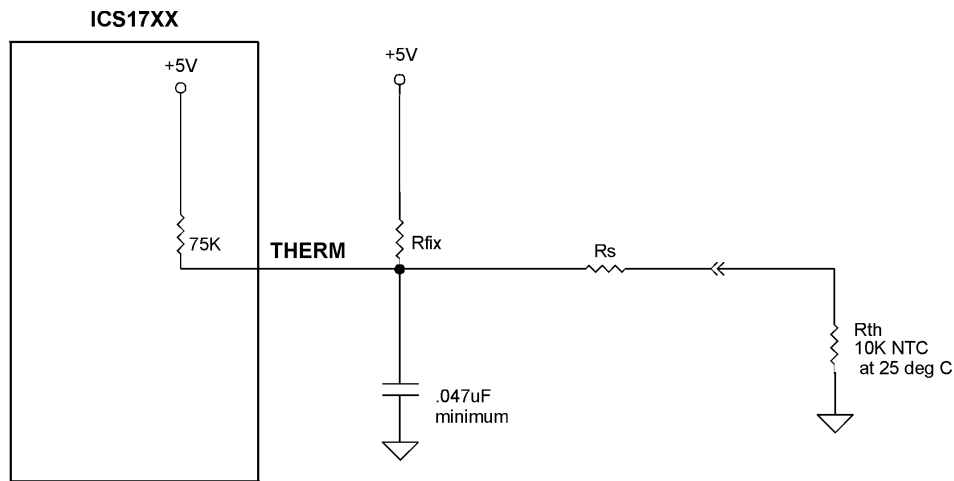 ICS17XX
+5V
+5V
75K
THERM
Rfix
Rs
Rth
10K NTC
at 25 deg C
.047uF
minimum